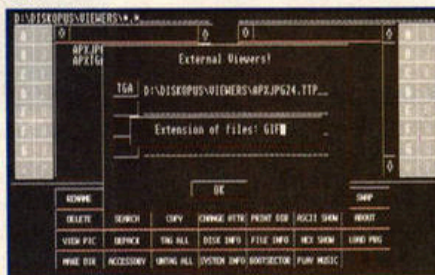 D:\DISKOPUS\VIEWERS\*.*
External Viewers!
TGA D:\DISKOPUS\VIEWERS\APXJPG24.TTP
Extension of files: GIF
OK
RENAME SWAP
DELETE SEARCH COPY CHANGE ATTR PRINT DIR ASCII SHOW ABOUT
VIEW PIC DEPACK TAG ALL DISK INFO FILE INFO HEX SHOW LOAD PRG
MAKE DIR ACCESSORY UNTAG ALL SYSTEM INFO BOOTSECTOR PLAY MUSIC